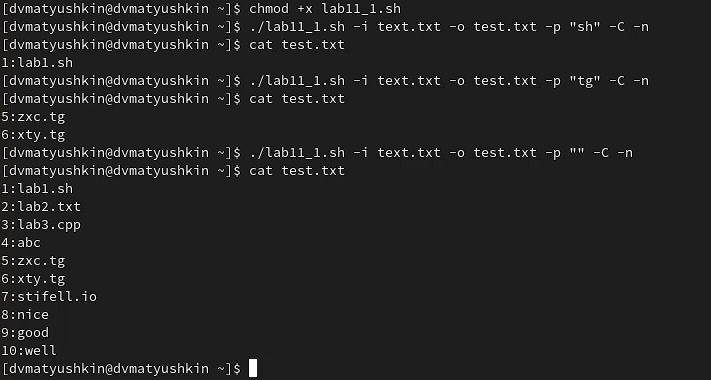 [dvmatyushkin@dvmatyushkin ~]$ chmod +x lab11_1.sh
[dvmatyushkin@dvmatyushkin ~]$ ./lab11_1.sh -i text.txt -o test.txt -p "sh" -C -n
[dvmatyushkin@dvmatyushkin ~]$ cat test.txt
1:lab1.sh
[dvmatyushkin@dvmatyushkin ~]$ ./lab11_1.sh -i text.txt -o test.txt -p "tg" -C -n
[dvmatyushkin@dvmatyushkin ~]$ cat test.txt
5:zxc.tg
6:xty.tg
[dvmatyushkin@dvmatyushkin ~]$ ./lab11_1.sh -i text.txt -o test.txt -p "" -C -n
[dvmatyushkin@dvmatyushkin ~]$ cat test.txt
1:lab1.sh
2:lab2.txt
3:lab3.cpp
4:abc
5:zxc.tg
6:xty.tg
7:stifell.io
8:nice
9:good
10:well
[dvmatyushkin@dvmatyushkin ~]$